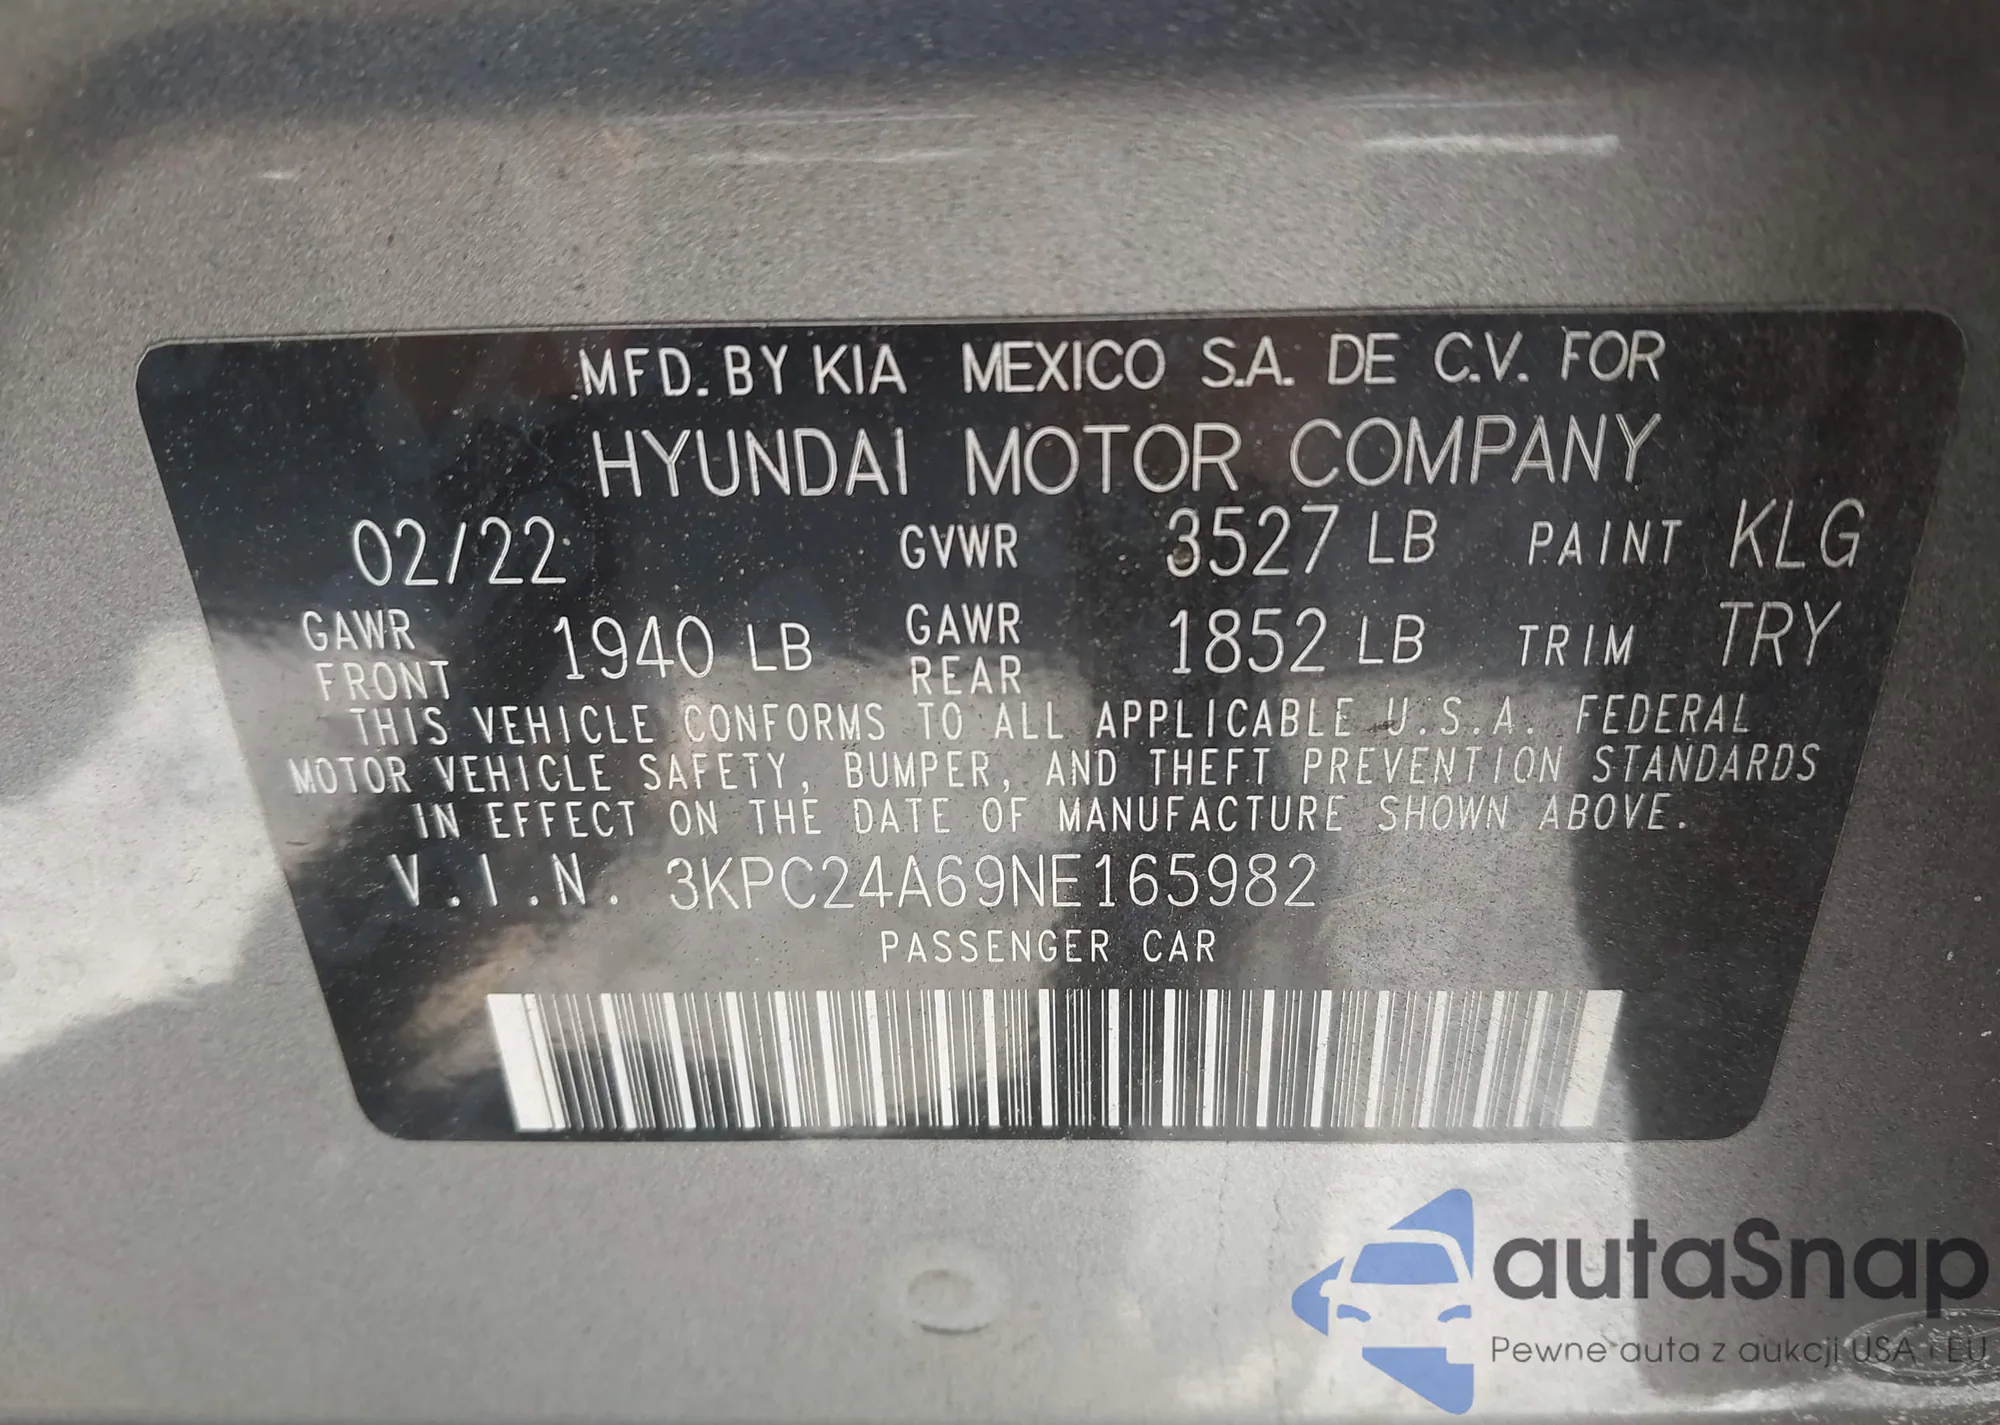 MFD. BY KIA MEXICO S.A. DE C.V. FOR
HYUNDAI MOTOR COMPANY
02/22 GVWR 3527 LB PAINT KLG
GAWR FRONT 1940 LB GAWR REAR 1852 LB TRIM TRY
THIS VEHICLE CONFORMS TO ALL APPLICABLE U.S.A. FEDERAL
MOTOR VEHICLE SAFETY, BUMPER, AND THEFT PREVENTION STANDARDS
IN EFFECT ON THE DATE OF MANUFACTURE SHOWN ABOVE.
V.I.N. 3KPC24A69NE165982
PASSENGER CAR
autaSnap
Pewne auta z aukcji USA i EU